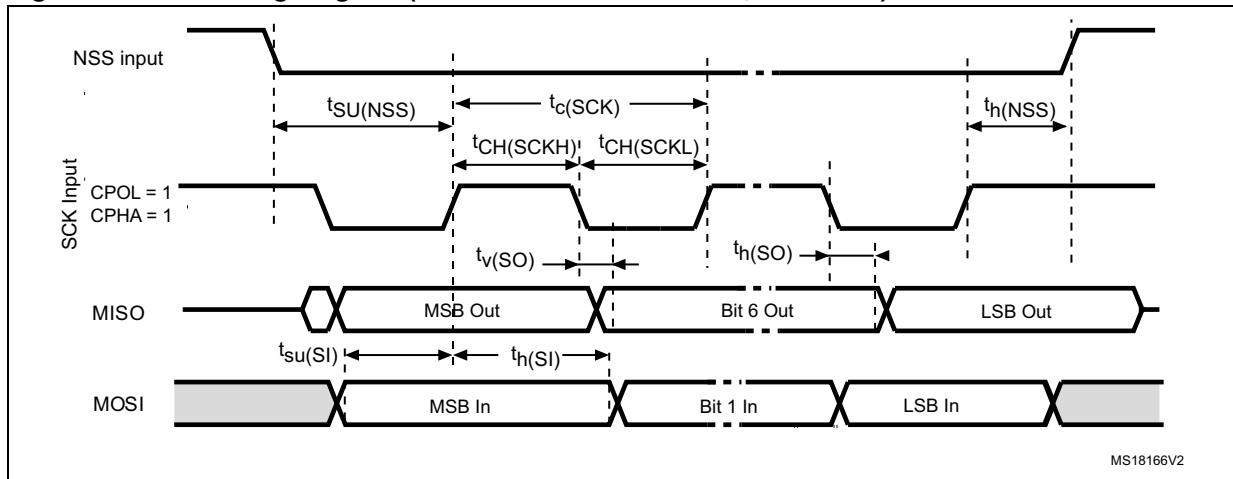 NSS input
tSU(NSS)
tc(SCK)
th(NSS)
tCH(SCKH)
tCH(SCKL)
SCK Input
CPOL = 1
CPHA = 1
tv(SO)
th(SO)
MISO
MSB Out
Bit 6 Out
LSB Out
tsu(SI)
th(SI)
MOSI
MSB In
Bit 1 In
LSB In
MS18166V2